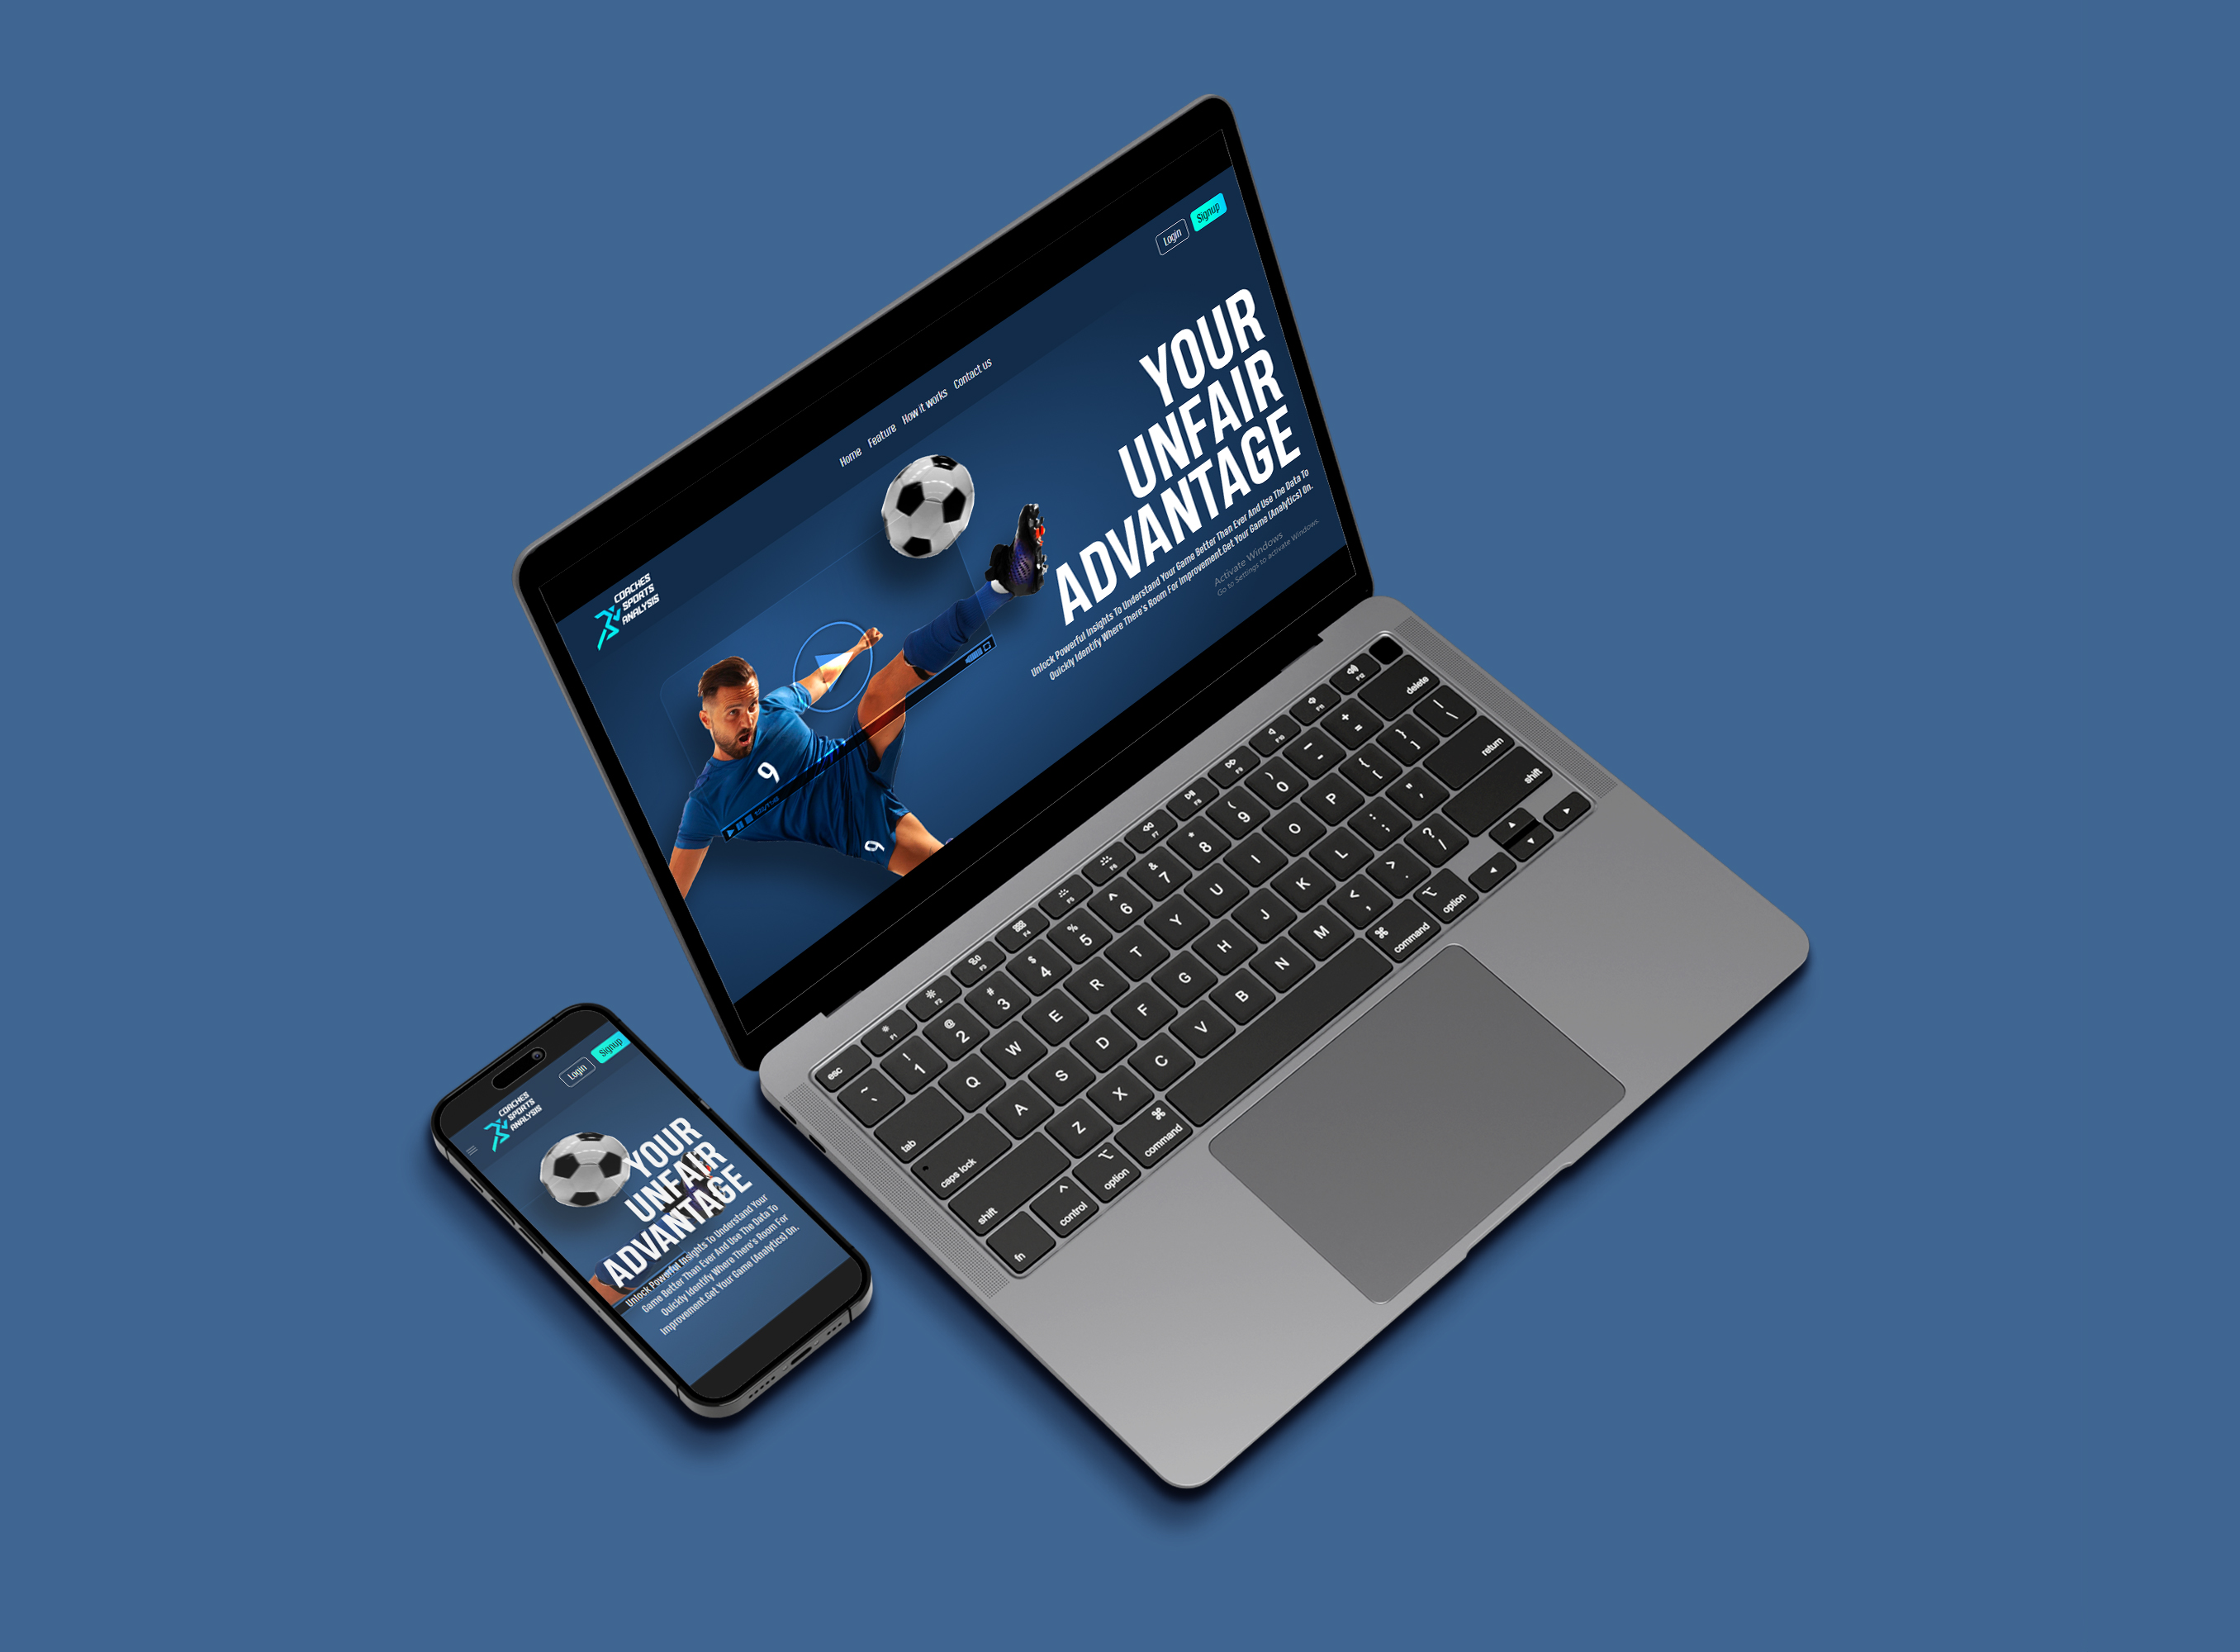 Login
Signup
Home
Feature
How it works
Contact us
COACHES
SPORTS
ANALYSIS
YOUR
UNFAIR
ADVANTAGE
Unlock Powerful Insights To Understand Your Game Better Than Ever And Use The Data To
Quickly Identify Where There's Room For Improvement.Get Your Game (Analytics) On.
Activate Windows
Go to Settings to activate Windows.
9
9
esc
F1
F2
F3
F4
F5
F6
F7
F8
F9
F10
F11
F12
~ `
! 1
@ 2
# 3
$ 4
% 5
^ 6
& 7
* 8
( 9
) 0
— -
+ =
delete
tab
Q W E R T Y U I O P
{ [
} ]
| \
caps lock
A S D F G H J K L
: ;
" '
return
shift
Z X C V B N M
< ,
> .
? /
shift
fn
^ control
⌥ option
⌘ command
⌘ command
⌥ option
Login
Signup
COACHES
SPORTS
ANALYSIS
YOUR
UNFAIR
ADVANTAGE
Unlock Powerful Insights To Understand Your
Game Better Than Ever And Use The Data To
Quickly Identify Where There's Room For
Improvement.Get Your Game (Analytics) On.